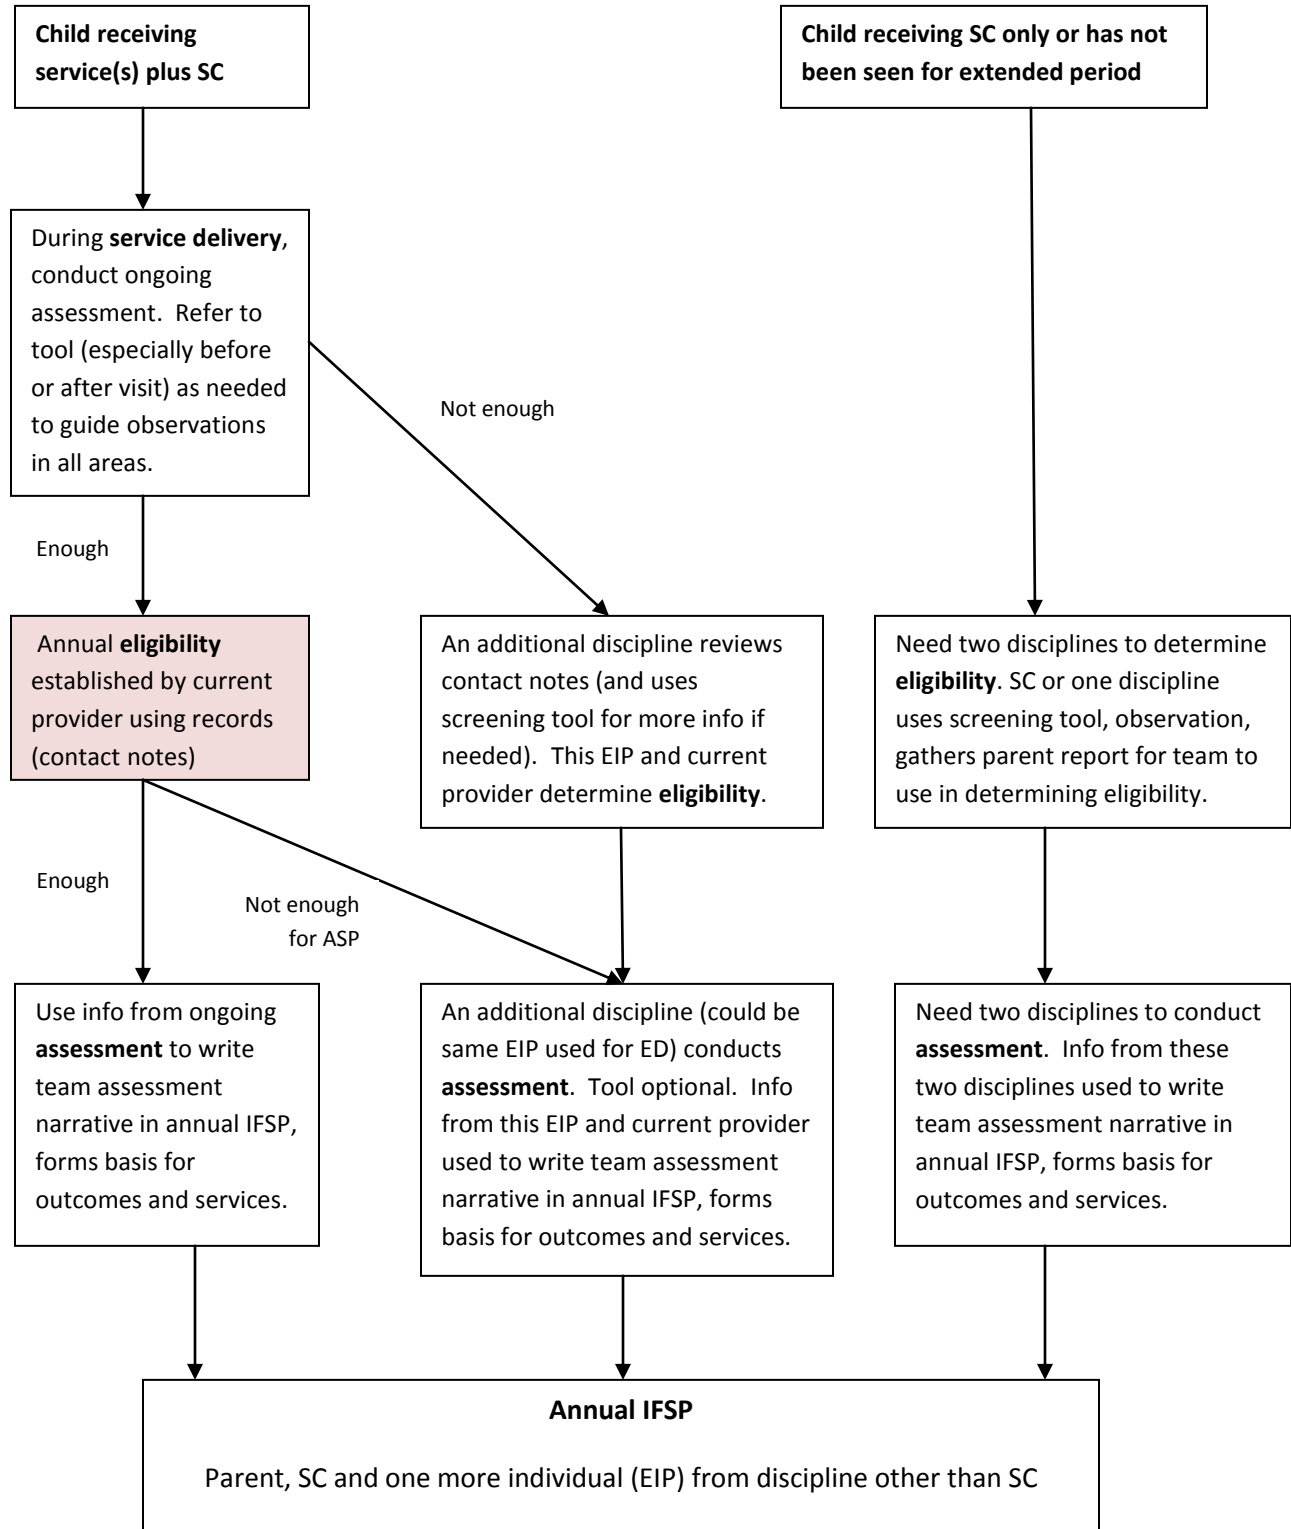 Child receiving
service(s) plus SC
Child receiving SC only or has not
been seen for extended period
During service delivery,
conduct ongoing
assessment.  Refer to
tool (especially before
or after visit) as needed
to guide observations
in all areas.
Not enough
Enough
Annual eligibility
established by current
provider using records
(contact notes)
An additional discipline reviews
contact notes (and uses
screening tool for more info if
needed).  This EIP and current
provider determine eligibility.
Need two disciplines to determine
eligibility. SC or one discipline
uses screening tool, observation,
gathers parent report for team to
use in determining eligibility.
Enough
Not enough
for ASP
Use info from ongoing
assessment to write
team assessment
narrative in annual IFSP,
forms basis for
outcomes and services.
An additional discipline (could be
same EIP used for ED) conducts
assessment.  Tool optional.  Info
from this EIP and current provider
used to write team assessment
narrative in annual IFSP, forms
basis for outcomes and services.
Need two disciplines to conduct
assessment.  Info from these
two disciplines used to write
team assessment narrative in
annual IFSP, forms basis for
outcomes and services.
Annual IFSP
Parent, SC and one more individual (EIP) from discipline other than SC